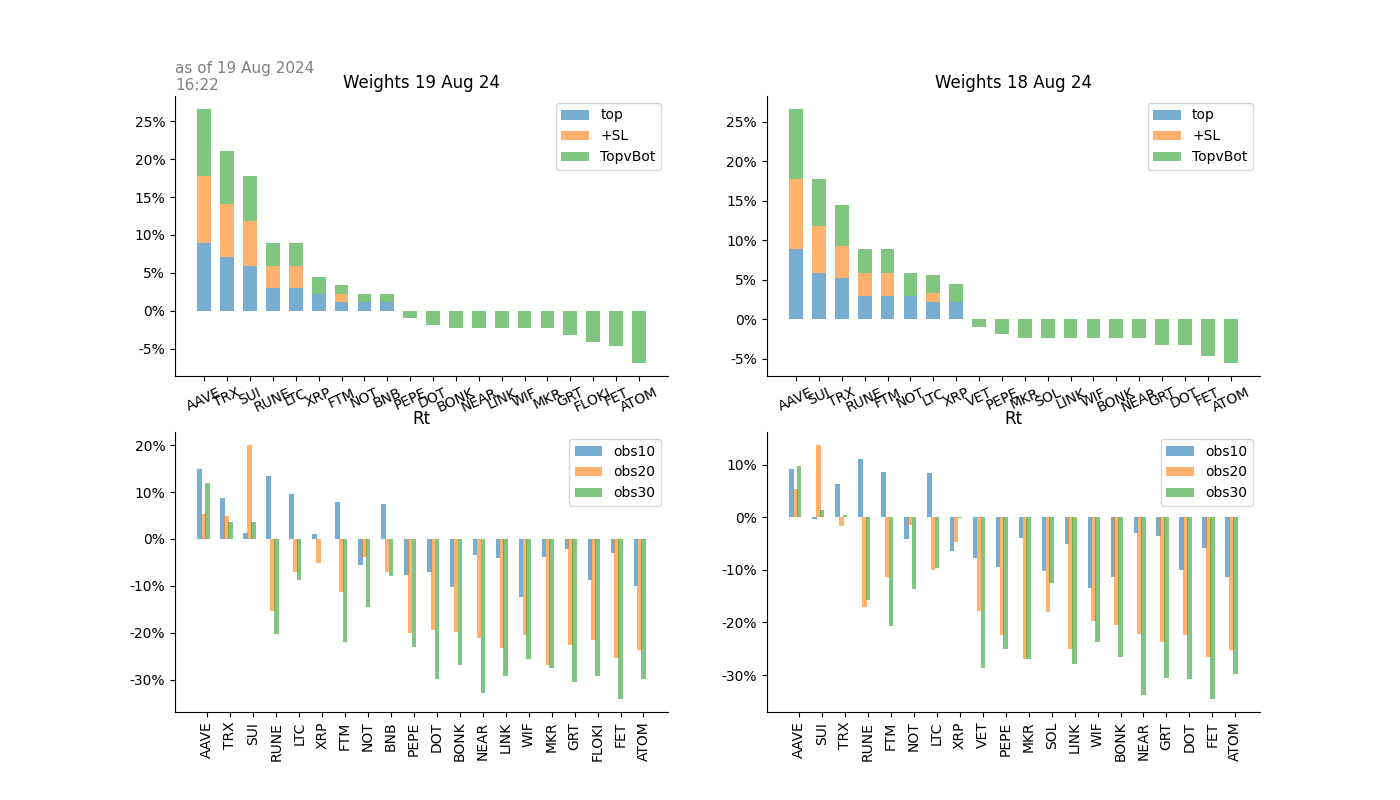 as of 19 Aug 2024
16:22
Weights 19 Aug 24
25%
20%
15%
10%
5%
0%
-5%
top
+SL
TopvBot
AAVE TRX SUI RUNE LTC XRP FTM NOT BNB PEPE DOT BONK NEAR LINK WIF MKR GRT FLOKI FET ATOM
Weights 18 Aug 24
25%
20%
15%
10%
5%
0%
-5%
top
+SL
TopvBot
AAVE SUI TRX RUNE FTM NOT LTC XRP VET PEPE MKR SOL LINK WIF BONK NEAR GRT DOT FET ATOM
Rt
20%
10%
0%
-10%
-20%
-30%
obs10
obs20
obs30
AAVE TRX SUI RUNE LTC XRP FTM NOT BNB PEPE DOT BONK NEAR LINK WIF MKR GRT FLOKI FET ATOM
Rt
10%
0%
-10%
-20%
-30%
obs10
obs20
obs30
AAVE SUI TRX RUNE FTM NOT LTC XRP VET PEPE MKR SOL LINK WIF BONK NEAR GRT DOT FET ATOM